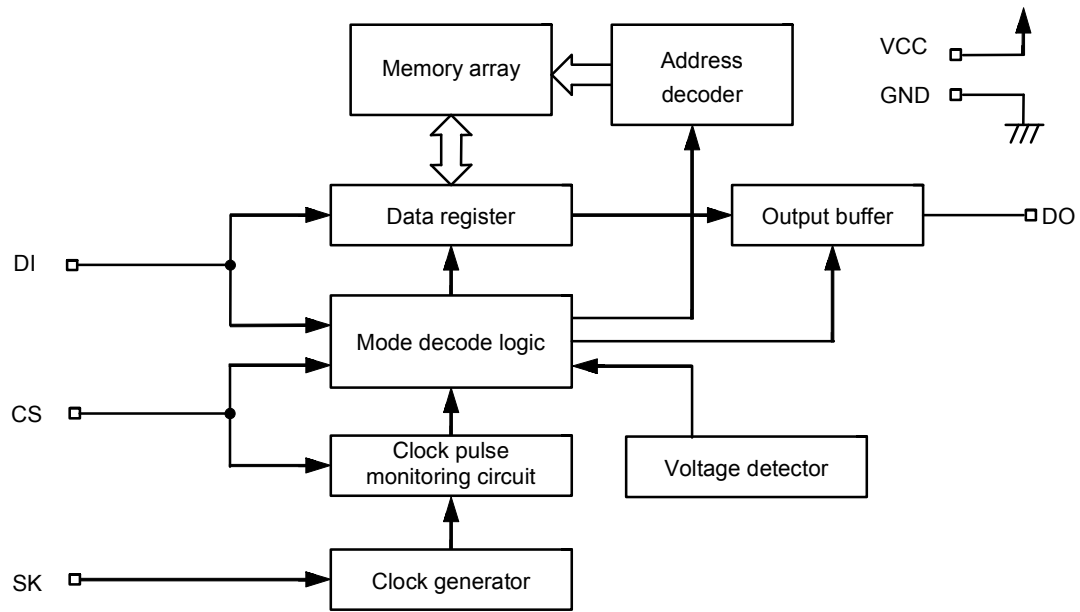 Memory array
Address
decoder
VCC
GND
Data register
Output buffer
DO
DI
Mode decode logic
CS
Clock pulse
monitoring circuit
Voltage detector
SK
Clock generator